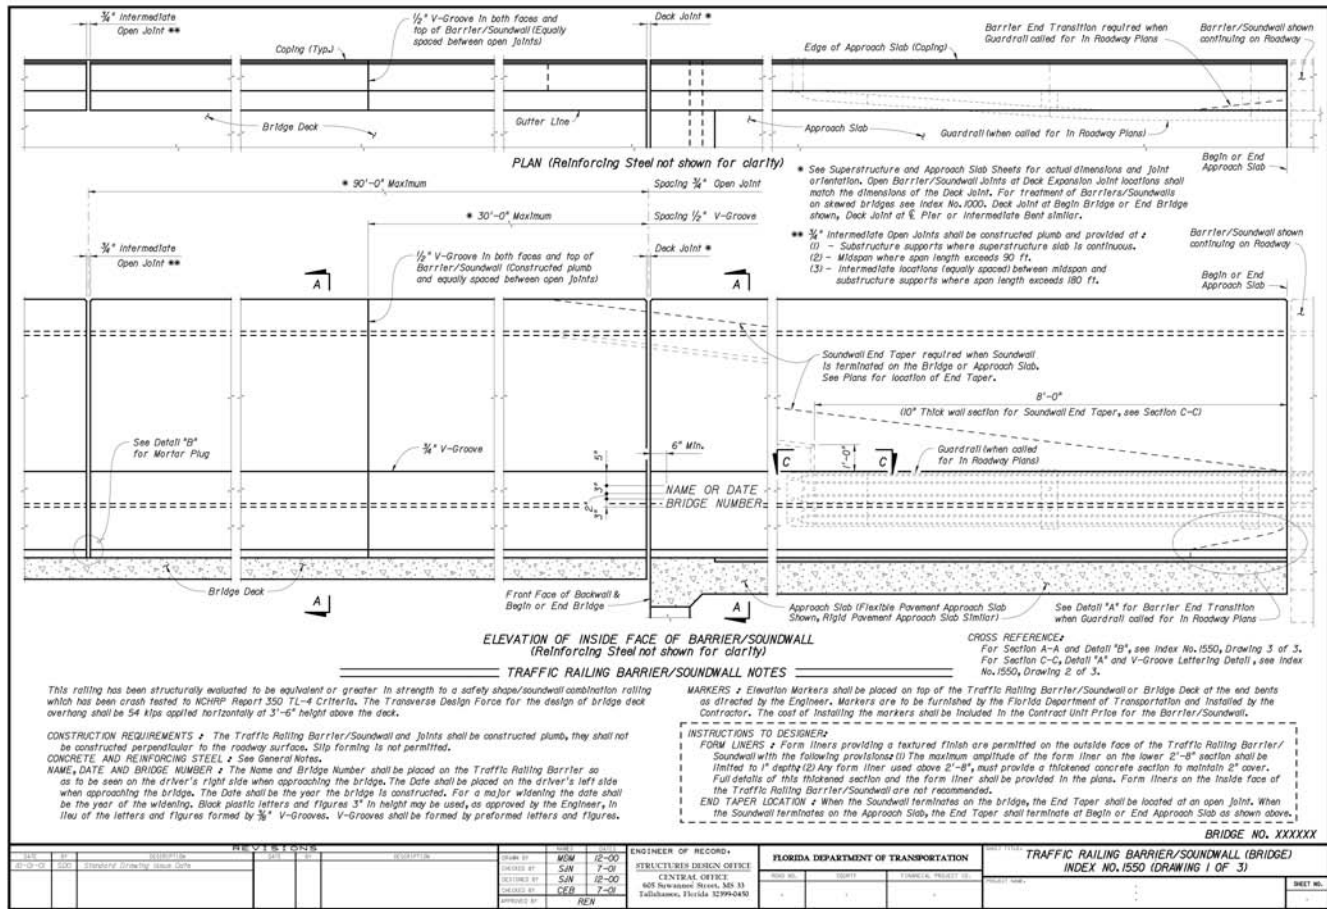 ¾" Intermediate
Open Joint **
½" V-Groove in both faces and
top of Barrier/Soundwall (Equally
spaced between open joints)
Deck Joint *
Barrier End Transition required when
Guardrail called for in Roadway Plans
Barrier/Soundwall shown
continuing on Roadway
Coping (Typ.)
Edge of Approach Slab (Coping)
Bridge Deck
Gutter Line
Approach Slab
Guardrail (when called for in Roadway Plans)
PLAN (Reinforcing Steel not shown for clarity)
Begin or End
Approach Slab
* 90'-0" Maximum
Spacing ¾" Open Joint
* 30'-0" Maximum
Spacing ½" V-Groove
* See Superstructure and Approach Slab Sheets for actual dimensions and joint
orientation. Open Barrier/Soundwall Joints at Deck Expansion Joint locations shall
match the dimensions of the Deck Joint. For treatment of Barriers/Soundwalls
on skewed bridges see Index No. 1000. Deck Joint at Begin Bridge or End Bridge
shown, Deck Joint at ℄ Pier or Intermediate Bent similar.
** ¾" Intermediate Open Joints shall be constructed plumb and provided at :
(1) - Substructure supports where superstructure slab is continuous.
(2) - Midspan where span length exceeds 90 ft.
(3) - Intermediate locations (equally spaced) between midspan and
substructure supports where span length exceeds 180 ft.
¾" Intermediate
Open Joint **
½" V-Groove in both faces and top of
Barrier/Soundwall (Constructed plumb
and equally spaced between open joints)
Deck Joint *
Barrier/Soundwall shown
continuing on Roadway
Begin or End
Approach Slab
A
A
Soundwall End Taper required when Soundwall
is terminated on the Bridge or Approach Slab.
See Plans for location of End Taper.
8'-0"
(10" Thick wall section for Soundwall End Taper, see Section C-C)
See Detail "B"
for Mortar Plug
¾" V-Groove
6" Min.
5"
3"
2"
3"
NAME OR DATE
BRIDGE NUMBER
C
1'-0"
C
Guardrail (when called
for in Roadway Plans)
Bridge Deck
A
Front Face of Backwall &
Begin or End Bridge
A
Approach Slab (Flexible Pavement Approach Slab
Shown, Rigid Pavement Approach Slab Similar)
See Detail "A" for Barrier End Transition
when Guardrail called for in Roadway Plans
ELEVATION OF INSIDE FACE OF BARRIER/SOUNDWALL
(Reinforcing Steel not shown for clarity)
CROSS REFERENCE:
For Section A-A and Detail "B", see Index No. 1550, Drawing 3 of 3.
For Section C-C, Detail "A" and V-Groove Lettering Detail , see Index
No. 1550, Drawing 2 of 3.
TRAFFIC RAILING BARRIER/SOUNDWALL NOTES
This railing has been structurally evaluated to be equivalent or greater in strength to a safety shape/soundwall combination railing
which has been crash tested to NCHRP Report 350 TL-4 Criteria. The Transverse Design Force for the design of bridge deck
overhang shall be 54 kips applied horizontally at 3'-6" height above the deck.
CONSTRUCTION REQUIREMENTS : The Traffic Railing Barrier/Soundwall and joints shall be constructed plumb, they shall not
be constructed perpendicular to the roadway surface. Slip forming is not permitted.
CONCRETE AND REINFORCING STEEL : See General Notes.
NAME, DATE AND BRIDGE NUMBER : The Name and Bridge Number shall be placed on the Traffic Railing Barrier so
as to be seen on the driver's right side when approaching the bridge. The Date shall be placed on the driver's left side
when approaching the bridge. The Date shall be the year the bridge is constructed. For a major widening the date shall
be the year of the widening. Black plastic letters and figures 3" in height may be used, as approved by the Engineer, in
lieu of the letters and figures formed by ⅜" V-Grooves. V-Grooves shall be formed by preformed letters and figures.
MARKERS : Elevation Markers shall be placed on top of the Traffic Railing Barrier/Soundwall or Bridge Deck at the end bents
as directed by the Engineer. Markers are to be furnished by the Florida Department of Transportation and installed by the
Contractor. The cost of installing the markers shall be included in the Contract Unit Price for the Barrier/Soundwall.
INSTRUCTIONS TO DESIGNER:
FORM LINERS : Form liners providing a textured finish are permitted on the outside face of the Traffic Railing Barrier/
Soundwall with the following provisions: (1) The maximum amplitude of the form liner on the lower 2'-8" section shall be
limited to 1" depth; (2) Any form liner used above 2'-8", must provide a thickened concrete section to maintain 2" cover.
Full details of this thickened section and the form liner shall be provided in the plans. Form liners on the inside face of
the Traffic Railing Barrier/Soundwall are not recommended.
END TAPER LOCATION : When the Soundwall terminates on the bridge, the End Taper shall be located at an open joint. When
the Soundwall terminates on the Approach Slab, the End Taper shall terminate at Begin or End Approach Slab as shown above.
BRIDGE NO. XXXXXX
REVISIONS
DATE BY DESCRIPTION DATE BY DESCRIPTION
SDO Standard Drawing Issue Date
NAMES DATES
DRAWN BY MBM 12-00
CHECKED BY SJN 7-01
DESIGNED BY SJN 12-00
CHECKED BY CEB 7-01
APPROVED BY REN
ENGINEER OF RECORD:
STRUCTURES DESIGN OFFICE
CENTRAL OFFICE
605 Suwannee Street, MS 33
Tallahassee, Florida 32399-0450
FLORIDA DEPARTMENT OF TRANSPORTATION
ROAD NO. COUNTY FINANCIAL PROJECT ID.
SHEET TITLE:
TRAFFIC RAILING BARRIER/SOUNDWALL (BRIDGE)
INDEX NO. 1550 (DRAWING 1 OF 3)
PROJECT NAME:
SHEET NO.